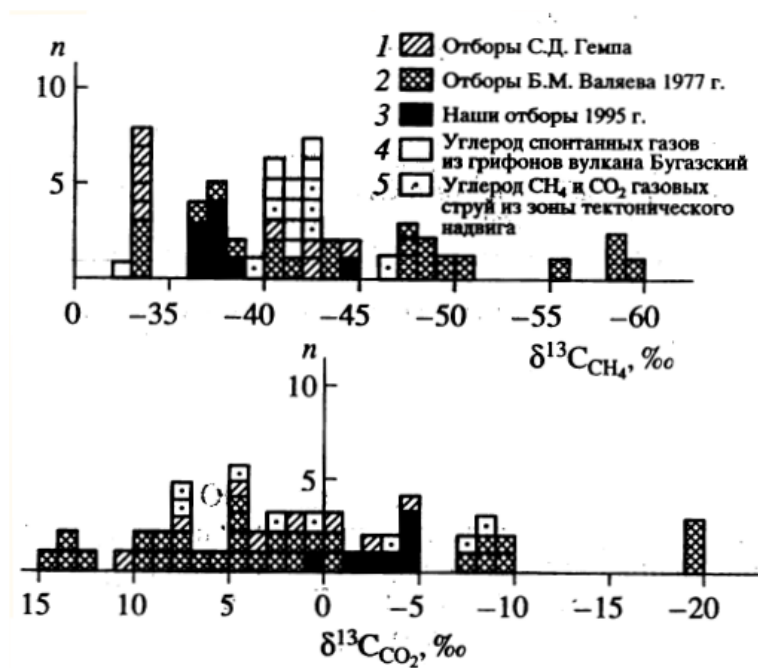 n
10
5
1 Отборы С.Д. Гемпа
2 Отборы Б.М. Валяева 1977 г.
3 Наши отборы 1995 г.
4 Углерод спонтанных газов
из грифонов вулкана Бугазский
5 Углерод CH₄ и CO₂ газовых
струй из зоны тектонического
надвига
0 −35 −40 −45 −50 −55 −60
δ¹³C_CH₄, ‰
n
10
5
15 10 5 0 −5 −10 −15 −20
δ¹³C_CO₂, ‰